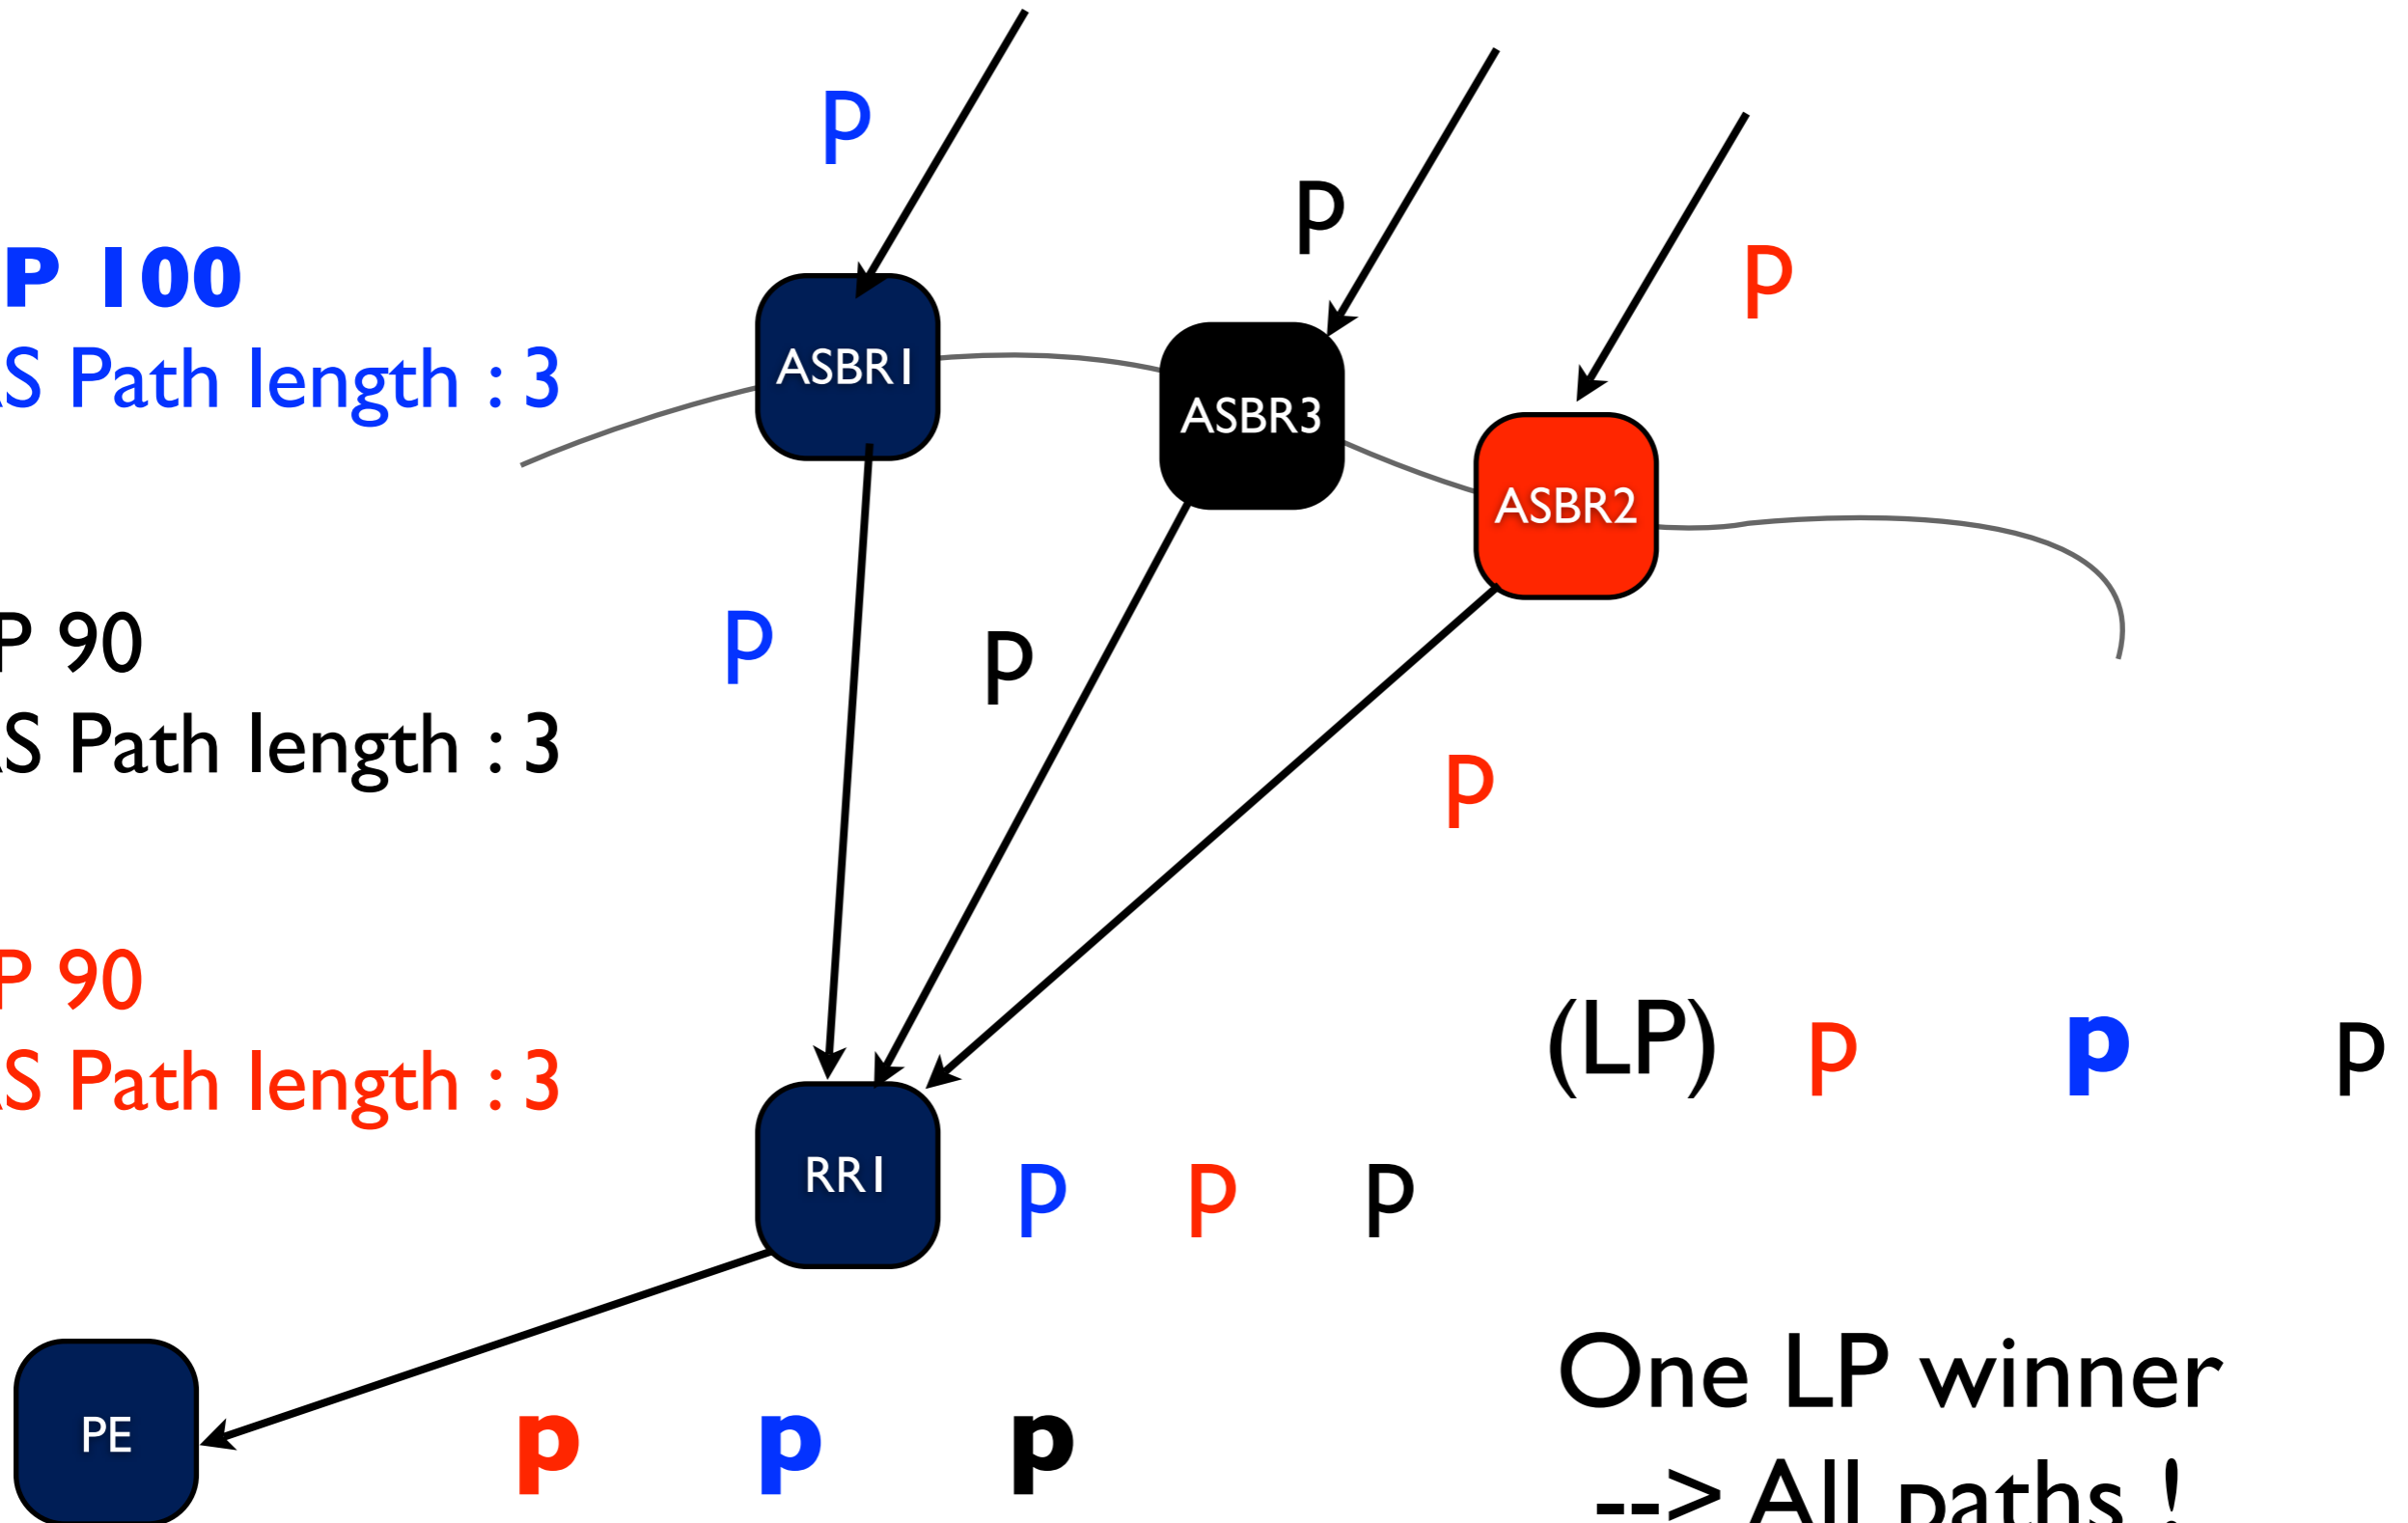 p
p
p
P 100
S Path length : 3
ASBR1
ASBR3
ASBR2
P 90
p
p
S Path length : 3
p
P 90
S Path length : 3
(LP) p p p
RR1
p p p
One LP winner
PE
p p p
--> All paths !